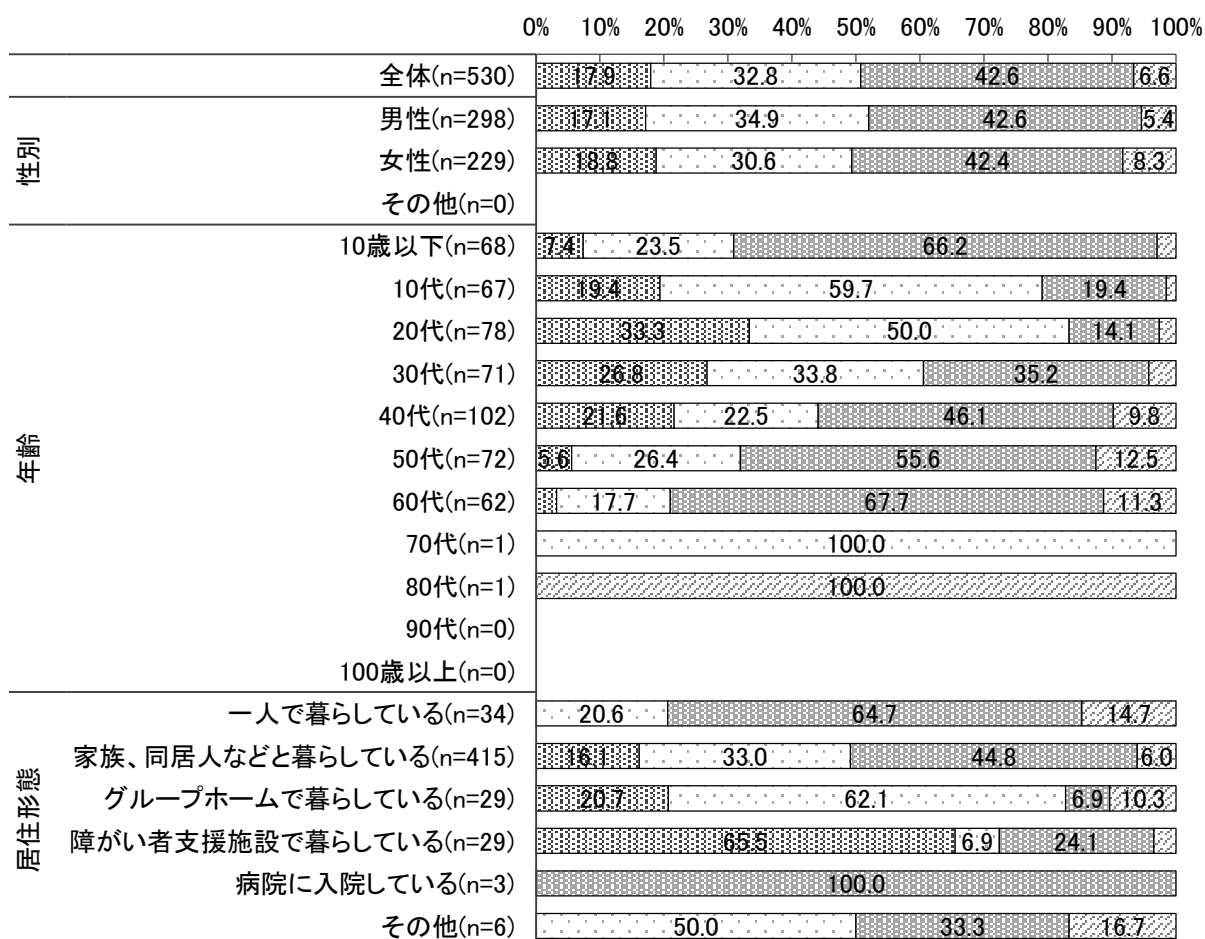 0% 10% 20% 30% 40% 50% 60% 70% 80% 90% 100%
全体(n=530) 17.9 32.8 42.6 6.6
性別
男性(n=298) 17.1 34.9 42.6 5.4
女性(n=229) 18.8 30.6 42.4 8.3
その他(n=0)
年齢
10歳以下(n=68) 7.4 23.5 66.2
10代(n=67) 19.4 59.7 19.4
20代(n=78) 33.3 50.0 14.1
30代(n=71) 26.8 33.8 35.2
40代(n=102) 21.6 22.5 46.1 9.8
50代(n=72) 5.6 26.4 55.6 12.5
60代(n=62) 17.7 67.7 11.3
70代(n=1) 100.0
80代(n=1) 100.0
90代(n=0)
100歳以上(n=0)
居住形態
一人で暮らしている(n=34) 20.6 64.7 14.7
家族、同居人などと暮らしている(n=415) 16.1 33.0 44.8 6.0
グループホームで暮らしている(n=29) 20.7 62.1 6.9 10.3
障がい者支援施設で暮らしている(n=29) 65.5 6.9 24.1
病院に入院している(n=3) 100.0
その他(n=6) 50.0 33.3 16.7